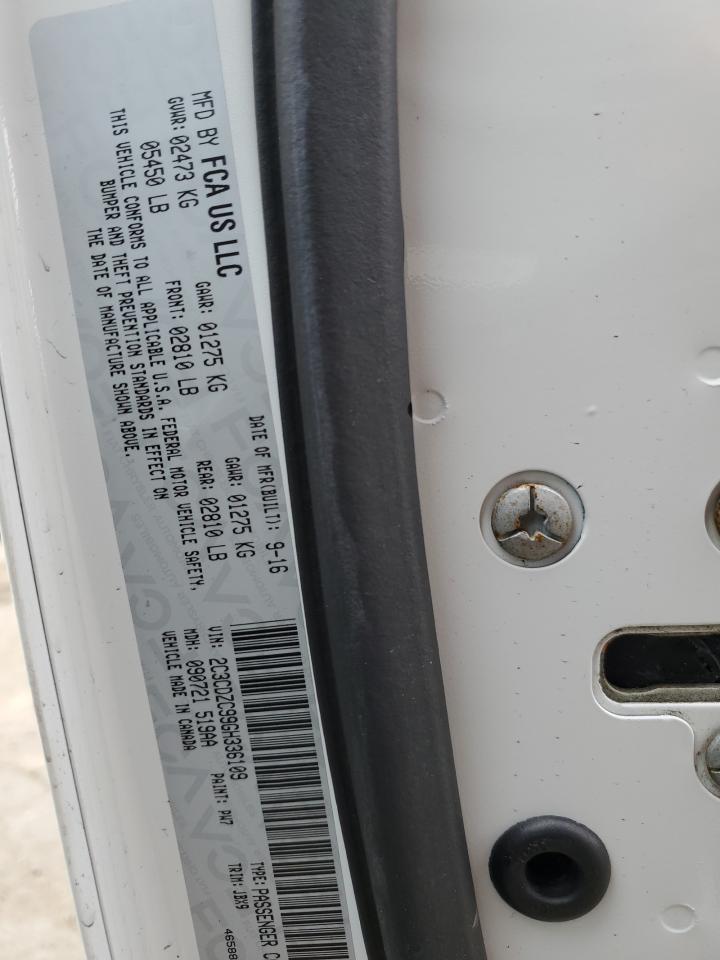 MFD BY FCA US LLC
DATE OF MFR(BUILT): 9-16
GVWR: 02473 KG
GAWR: 01275 KG
GAWR: 01275 KG
05450 LB
FRONT: 02810 LB
REAR: 02810 LB
THIS VEHICLE CONFORMS TO ALL APPLICABLE U.S.A. FEDERAL MOTOR VEHICLE SAFETY,
BUMPER AND THEFT PREVENTION STANDARDS IN EFFECT ON
THE DATE OF MANUFACTURE SHOWN ABOVE.
VIN: 2C3CDZC99GH336109
TYPE: PASSENGER
MDH: 090721 519AA
PAINT: PW7
TRIM: JBX9
VEHICLE MADE IN CANADA